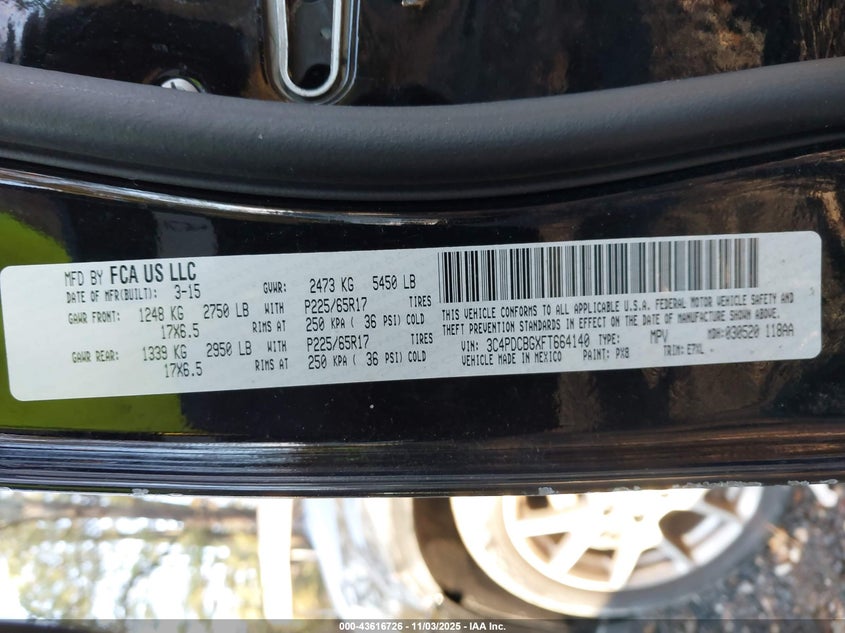 MFD BY FCA US LLC
DATE OF MFR(BUILT): 3-15 GVWR: 2473 KG 5450 LB
GAWR FRONT: 1248 KG 2750 LB WITH P225/65R17 TIRES
17X6.5 RIMS AT 250 KPA ( 36 PSI) COLD
GAWR REAR: 1339 KG 2950 LB WITH P225/65R17 TIRES
17X6.5 RIMS AT 250 KPA ( 36 PSI) COLD
THIS VEHICLE CONFORMS TO ALL APPLICABLE U.S.A. FEDERAL MOTOR VEHICLE SAFETY AND
THEFT PREVENTION STANDARDS IN EFFECT ON THE DATE OF MANUFACTURE SHOWN ABOVE.
VIN: 3C4PDCBGXFT664140 TYPE: MPV MDH:030520 118AA
VEHICLE MADE IN MEXICO PAINT: PX8 TRIM: E7XL
000-43616726 - 11/03/2025 - IAA Inc.